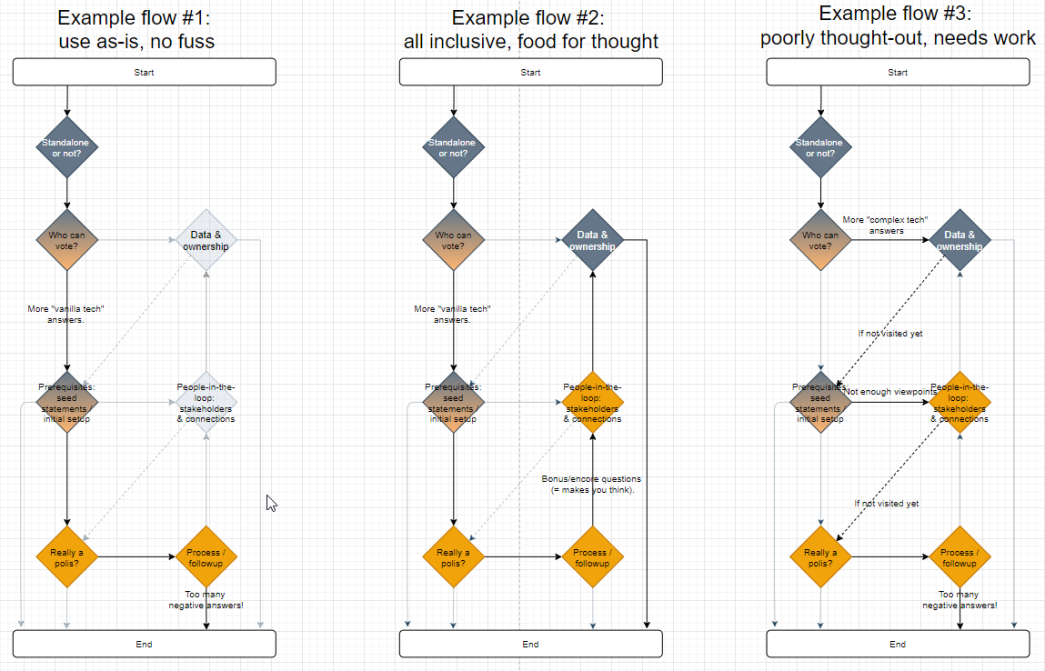 Example flow #1:
use as-is, no fuss
Start
Standalone
or not?
Who can
vote?
Data &
ownership
More "vanilla tech"
answers.
Prerequisites:
seed
statements /
initial setup
People-in-the-
loop:
stakeholders
& connections
Really a
polis?
Process /
followup
Too many
negative answers!
End
Example flow #2:
all inclusive, food for thought
Start
Standalone
or not?
Who can
vote?
Data &
ownership
More "vanilla tech"
answers.
Prerequisites:
seed
statements /
initial setup
People-in-the-
loop:
stakeholders
& connections
Bonus/encore questions
(= makes you think).
Really a
polis?
Process /
followup
End
Example flow #3:
poorly thought-out, needs work
Start
Standalone
or not?
More "complex tech"
answers
Who can
vote?
Data &
ownership
If not visited yet
Prerequisites:
seed
statements /
initial setup
Not enough viewpoints
People-in-the-
loop:
stakeholders
& connections
If not visited yet
Really a
polis?
Process /
followup
Too many
negative answers!
End